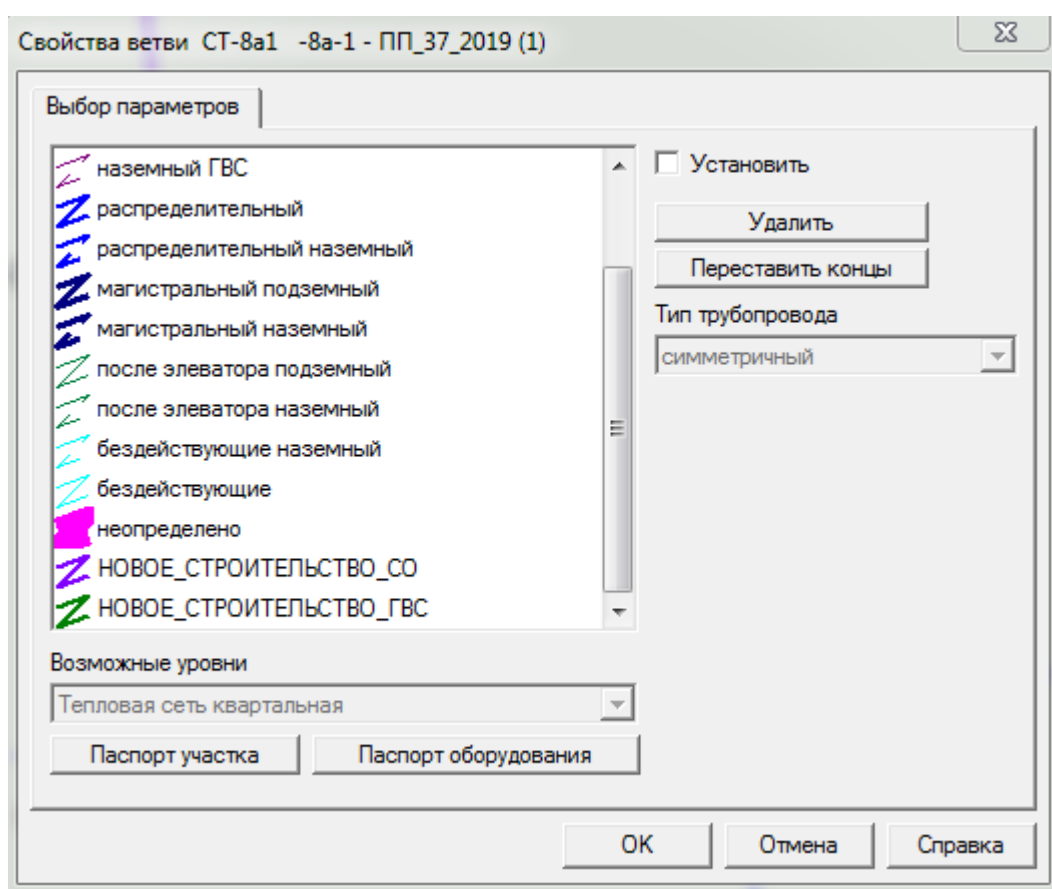 Свойства ветви СТ-8а1 -8а-1 - ПП_37_2019 (1)
Выбор параметров
наземный ГВС
распределительный
распределительный наземный
магистральный подземный
магистральный наземный
после элеватора подземный
после элеватора наземный
бездействующие наземный
бездействующие
неопределено
НОВОЕ_СТРОИТЕЛЬСТВО_СО
НОВОЕ_СТРОИТЕЛЬСТВО_ГВС
Установить
Удалить
Переставить концы
Тип трубопровода
симметричный
Возможные уровни
Тепловая сеть квартальная
Паспорт участка
Паспорт оборудования
ОК
Отмена
Справка